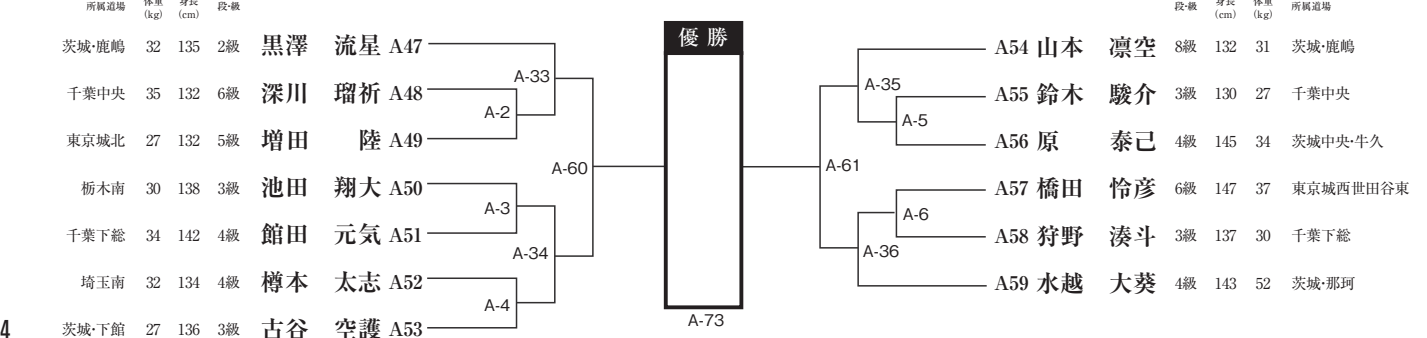 所属道場 体重(kg) 身長(cm) 段・級
茨城・鹿嶋 32 135 2級 黒澤 流星 A47
千葉中央 35 132 6級 深川 瑠祈 A48
東京城北 27 132 5級 増田 陸 A49
栃木南 30 138 3級 池田 翔大 A50
千葉下総 34 142 4級 館田 元気 A51
埼玉南 32 134 4級 樽本 太志 A52
茨城・下館 27 136 3級 古谷 空護 A53
4
A-33
A-2
A-60
A-3
A-34
A-4
優勝
A-73
段・級 身長(cm) 体重(kg) 所属道場
A54 山本 凛空 8級 132 31 茨城・鹿嶋
A55 鈴木 駿介 3級 130 27 千葉中央
A56 原 泰己 4級 145 34 茨城中央・牛久
A57 橋田 怜彦 6級 147 37 東京城西世田谷東
A58 狩野 湊斗 3級 137 30 千葉下総
A59 水越 大葵 4級 143 52 茨城・那珂
A-35
A-5
A-61
A-6
A-36